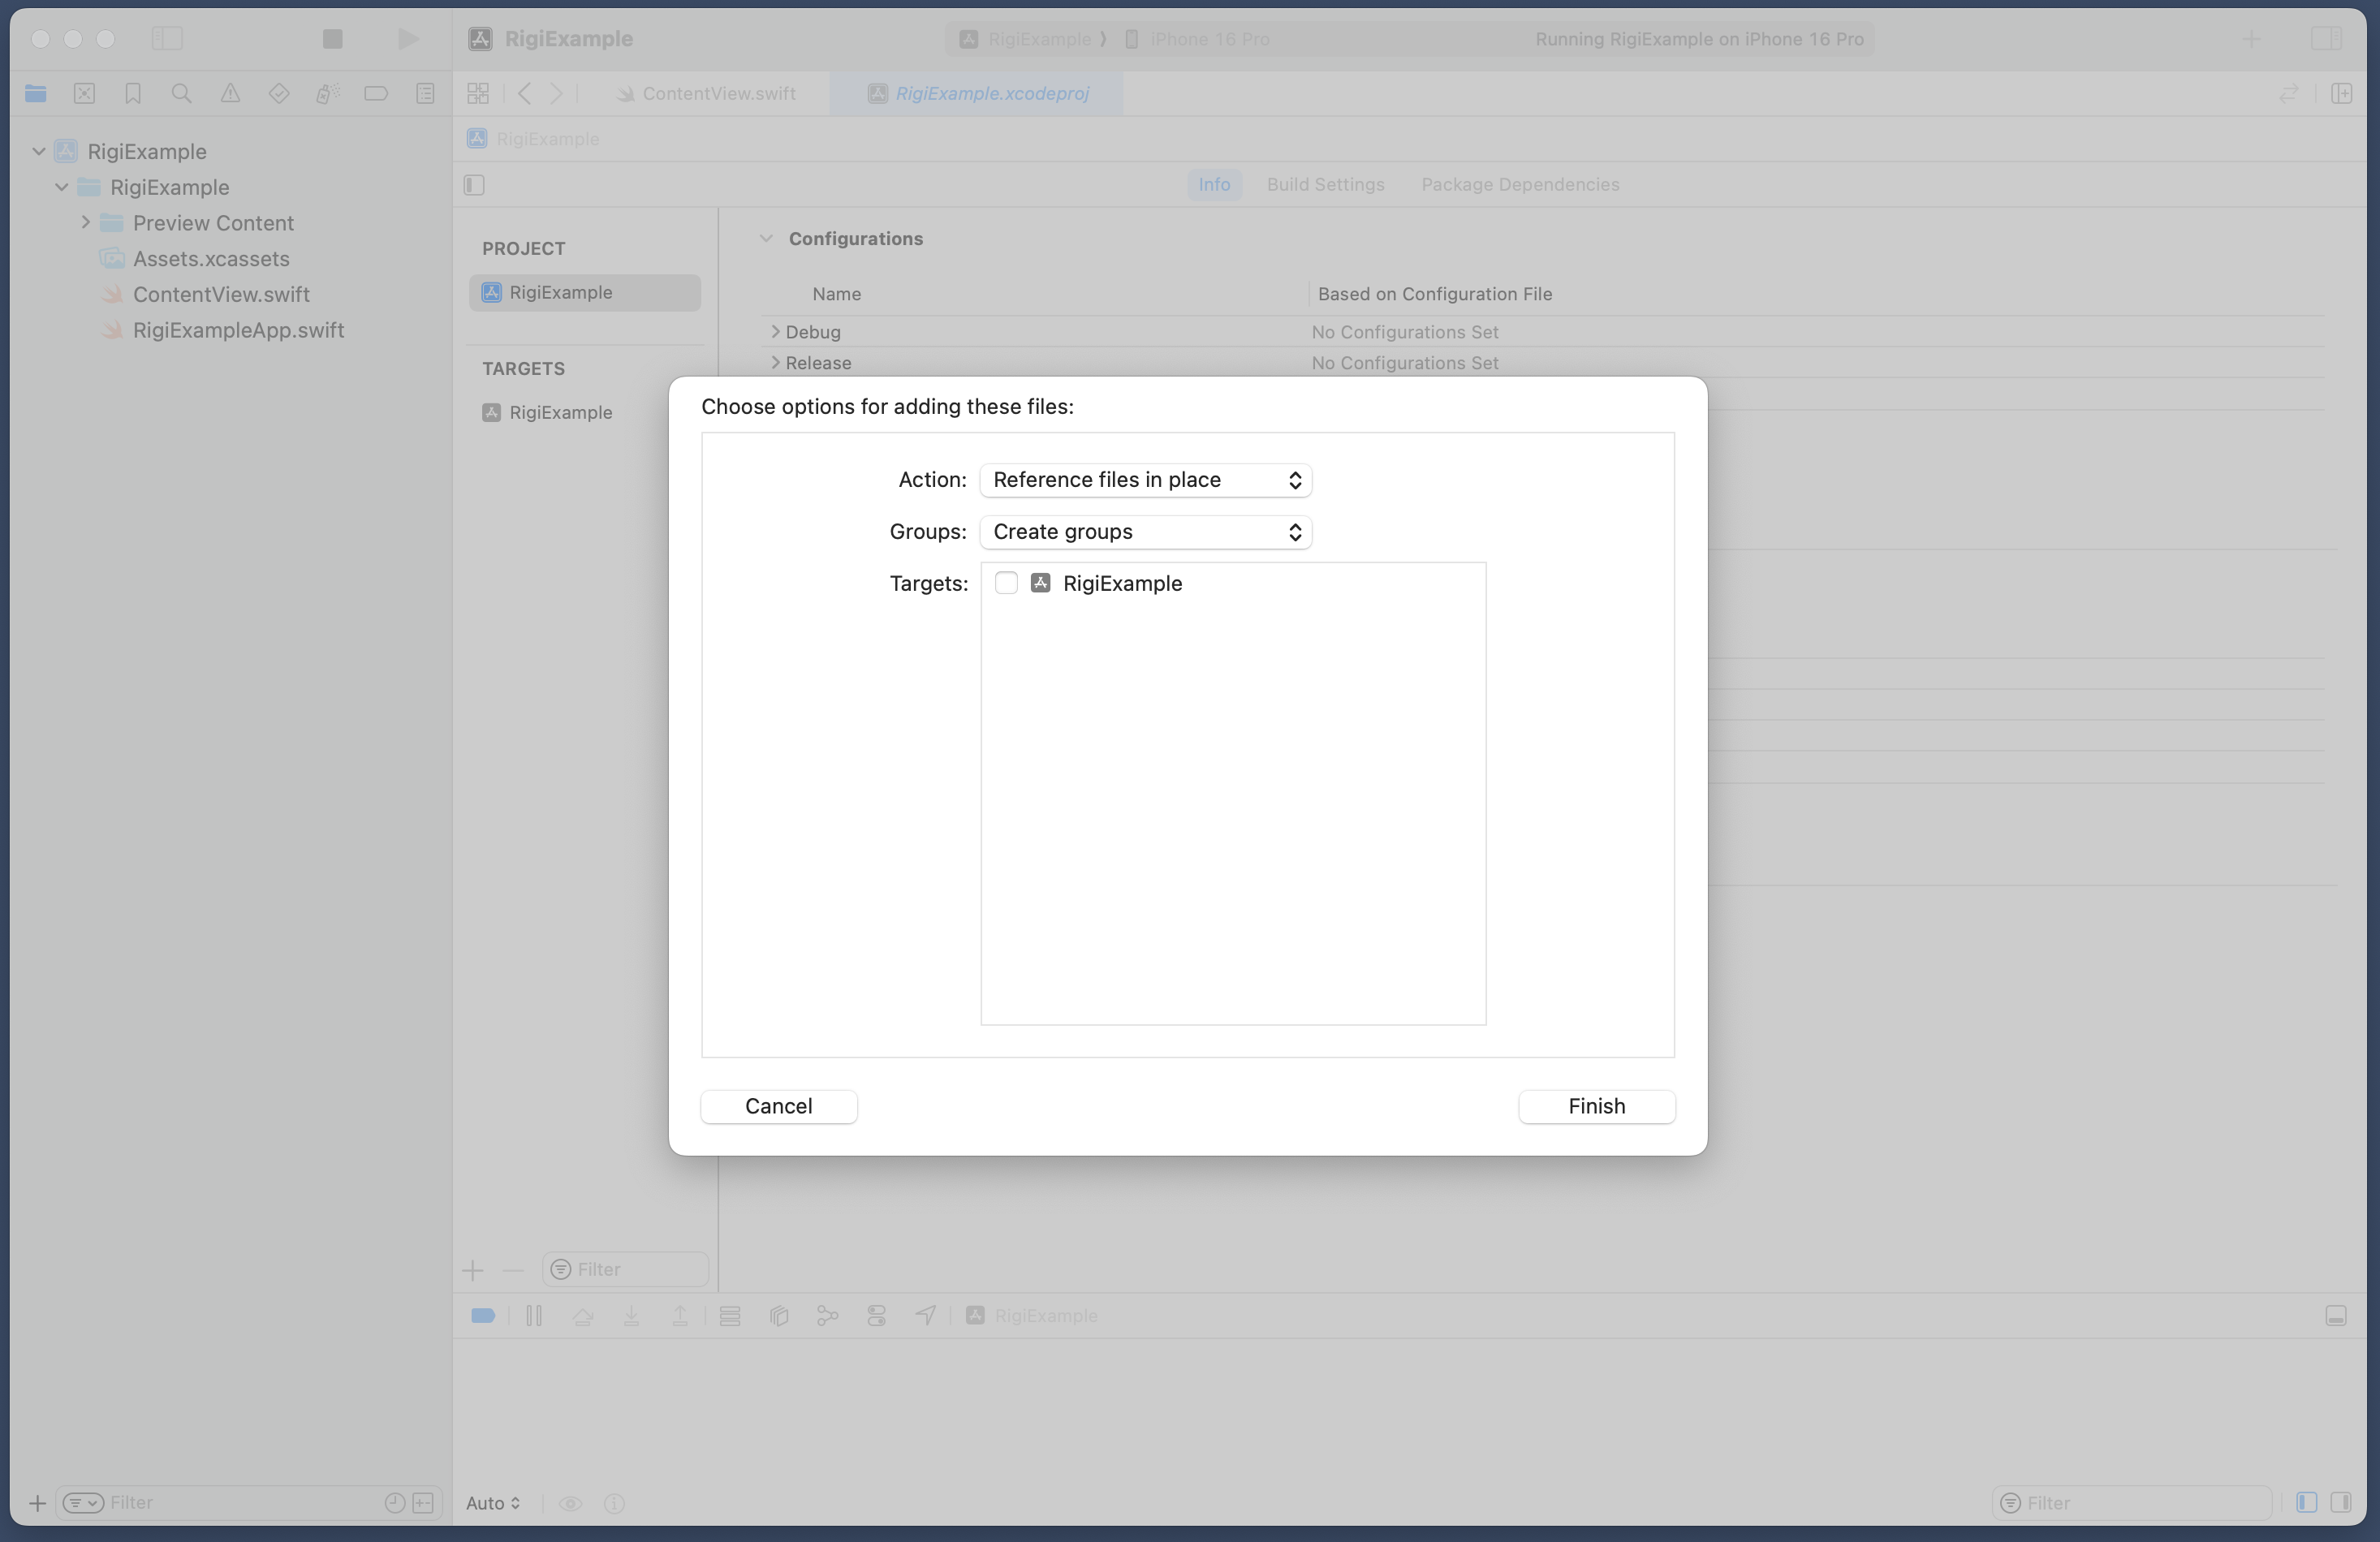 RigiExample
RigiExample ⟩ iPhone 16 Pro
Running RigiExample on iPhone 16 Pro
ContentView.swift
RigiExample.xcodeproj
RigiExample
RigiExample
RigiExample
Preview Content
Assets.xcassets
ContentView.swift
RigiExampleApp.swift
Info
Build Settings
Package Dependencies
PROJECT
RigiExample
TARGETS
RigiExample
Configurations
Name
Based on Configuration File
Debug
No Configurations Set
Release
No Configurations Set
Choose options for adding these files:
Action: Reference files in place
Groups: Create groups
Targets: RigiExample
Cancel
Finish
Filter
RigiExample
Filter
Auto
Filter